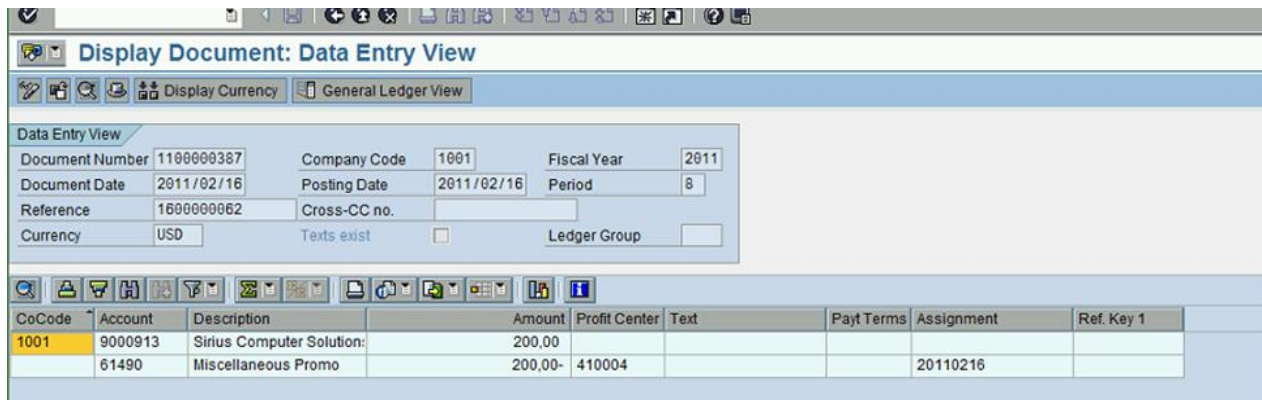 Display Document: Data Entry View
Display Currency General Ledger View
Data Entry View
Document Number 1100000387 Company Code 1001 Fiscal Year 2011
Document Date 2011/02/16 Posting Date 2011/02/16 Period 8
Reference 1600000062 Cross-CC no.
Currency USD Texts exist Ledger Group
CoCode Account Description Amount Profit Center Text Payt Terms Assignment Ref. Key 1
1001 9000913 Sirius Computer Solution: 200,00
61490 Miscellaneous Promo 200,00- 410004 20110216